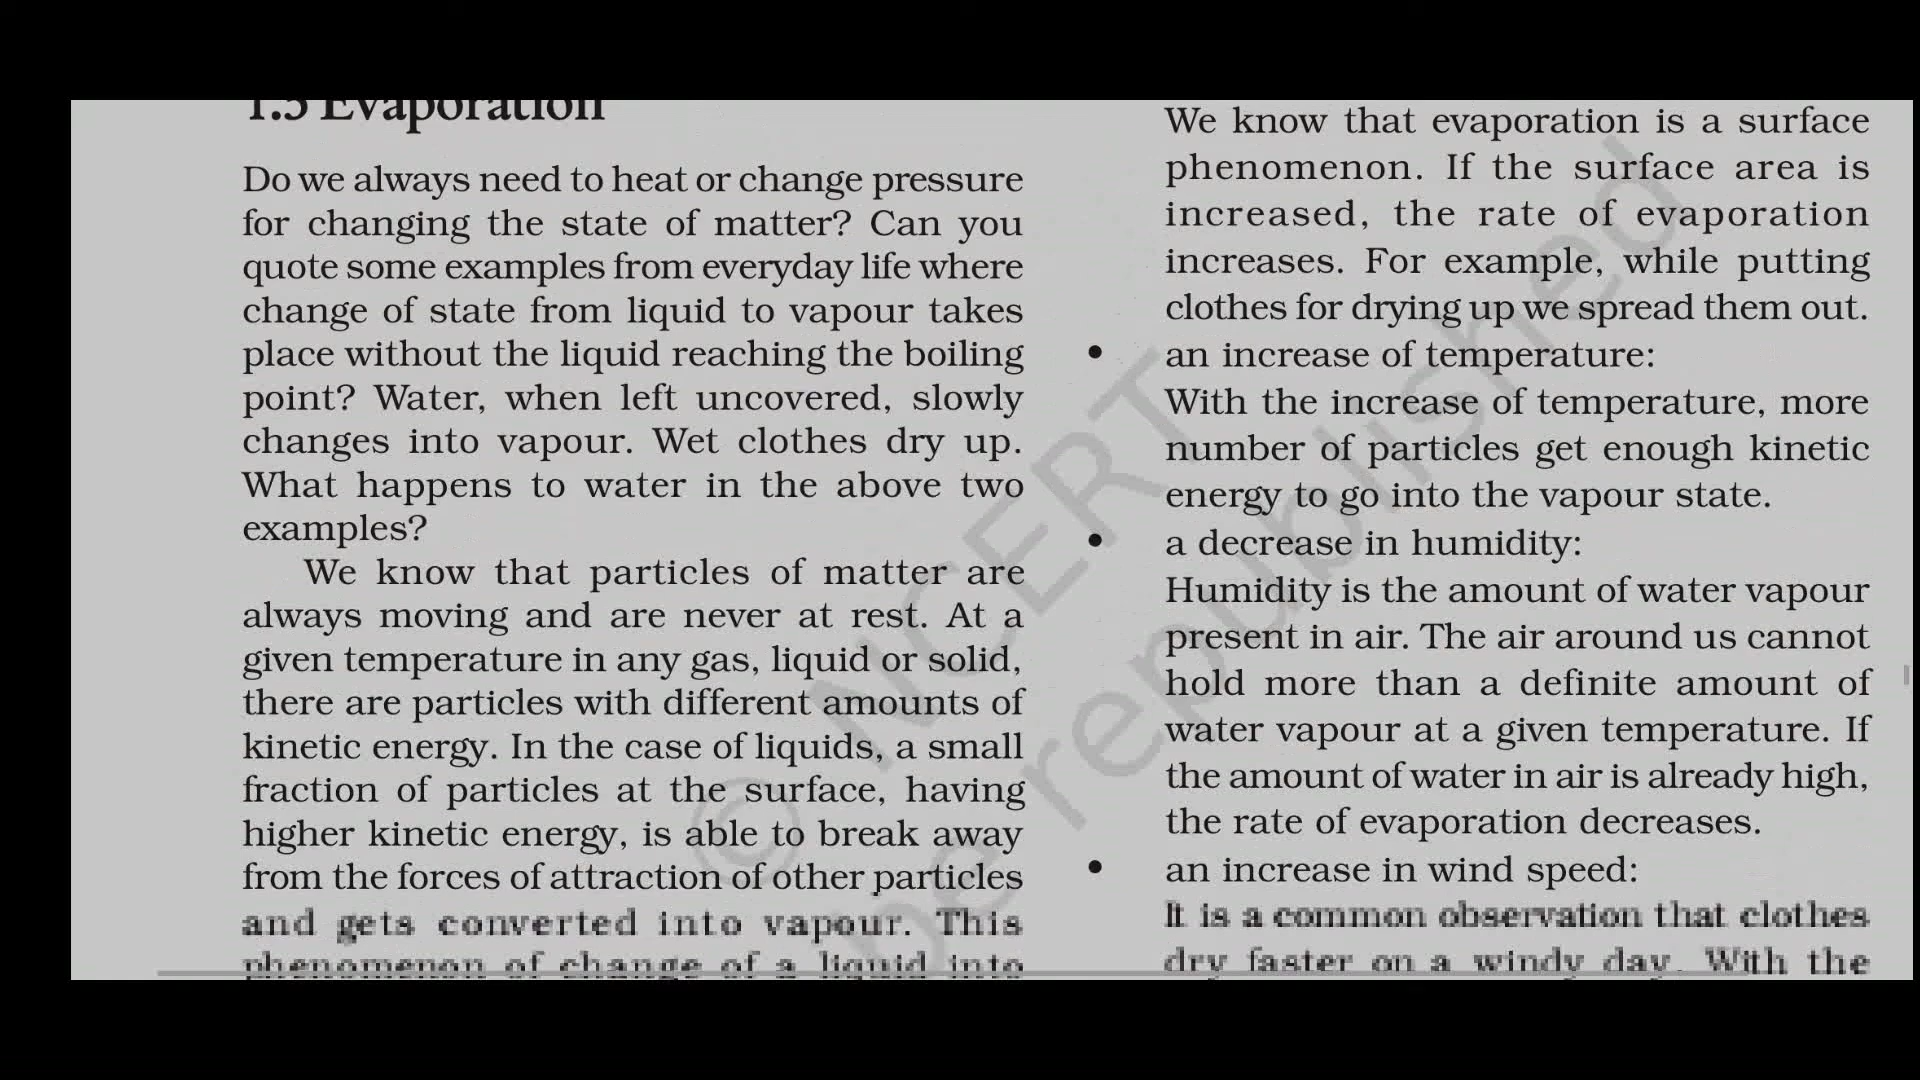 1.5 Evaporation
Do we always need to heat or change pressure
for changing the state of matter? Can you
quote some examples from everyday life where
change of state from liquid to vapour takes
place without the liquid reaching the boiling
point? Water, when left uncovered, slowly
changes into vapour. Wet clothes dry up.
What happens to water in the above two
examples?
We know that particles of matter are
always moving and are never at rest. At a
given temperature in any gas, liquid or solid,
there are particles with different amounts of
kinetic energy. In the case of liquids, a small
fraction of particles at the surface, having
higher kinetic energy, is able to break away
from the forces of attraction of other particles
and gets converted into vapour. This
phenomenon of change of a liquid into
We know that evaporation is a surface
phenomenon. If the surface area is
increased, the rate of evaporation
increases. For example, while putting
clothes for drying up we spread them out.
• an increase of temperature:
With the increase of temperature, more
number of particles get enough kinetic
energy to go into the vapour state.
• a decrease in humidity:
Humidity is the amount of water vapour
present in air. The air around us cannot
hold more than a definite amount of
water vapour at a given temperature. If
the amount of water in air is already high,
the rate of evaporation decreases.
• an increase in wind speed:
It is a common observation that clothes
dry faster on a windy day. With the
© NCERT
be republished